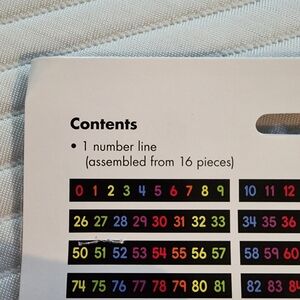 Contents
• 1 number line
(assembled from 16 pieces)
0 1 2 3 4 5 6 7 8 9 10 11 12
26 27 28 29 30 31 32 33 34 35 36
50 51 52 53 54 55 56 57 58 59 60
74 75 76 77 78 79 80 81 82 83 84